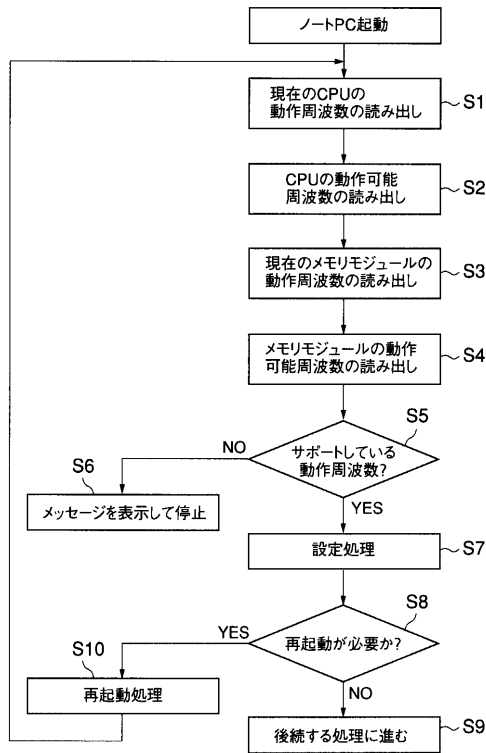 ノートPC起動
現在のCPUの
動作周波数の読み出し
S1
CPUの動作可能
周波数の読み出し
S2
現在のメモリモジュールの
動作周波数の読み出し
S3
メモリモジュールの動作
可能周波数の読み出し
S4
S5
サポートしている
動作周波数?
NO
YES
S6
メッセージを表示して停止
設定処理
S7
S8
再起動が必要か?
YES
NO
S10
再起動処理
後続する処理に進む
S9